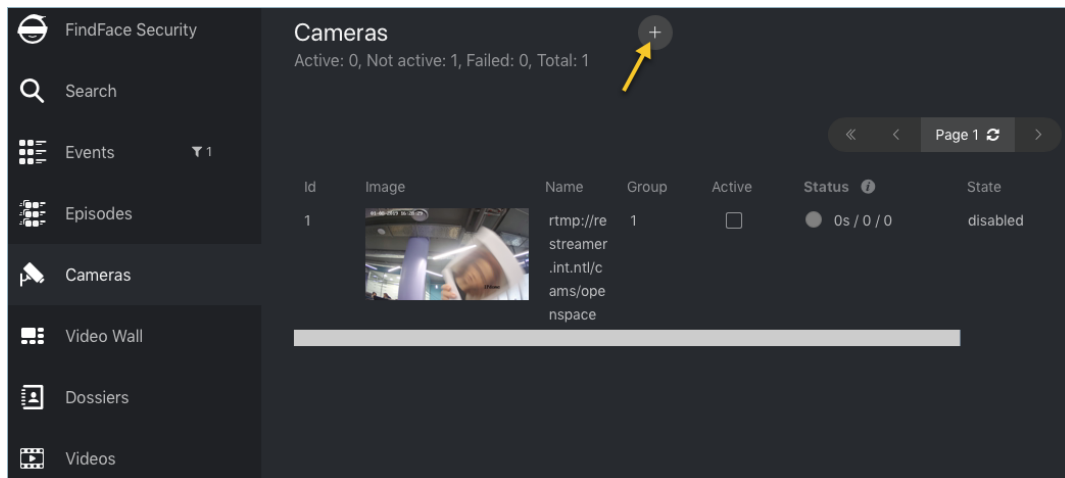 FindFace Security
Search
Events 1
Episodes
Cameras
Video Wall
Dossiers
Videos
Cameras +
Active: 0, Not active: 1, Failed: 0, Total: 1
« < Page 1 >
Id Image Name Group Active Status i State
1 rtmp://re 1 0s / 0 / 0 disabled
streamer
.int.ntl/c
ams/ope
nspace